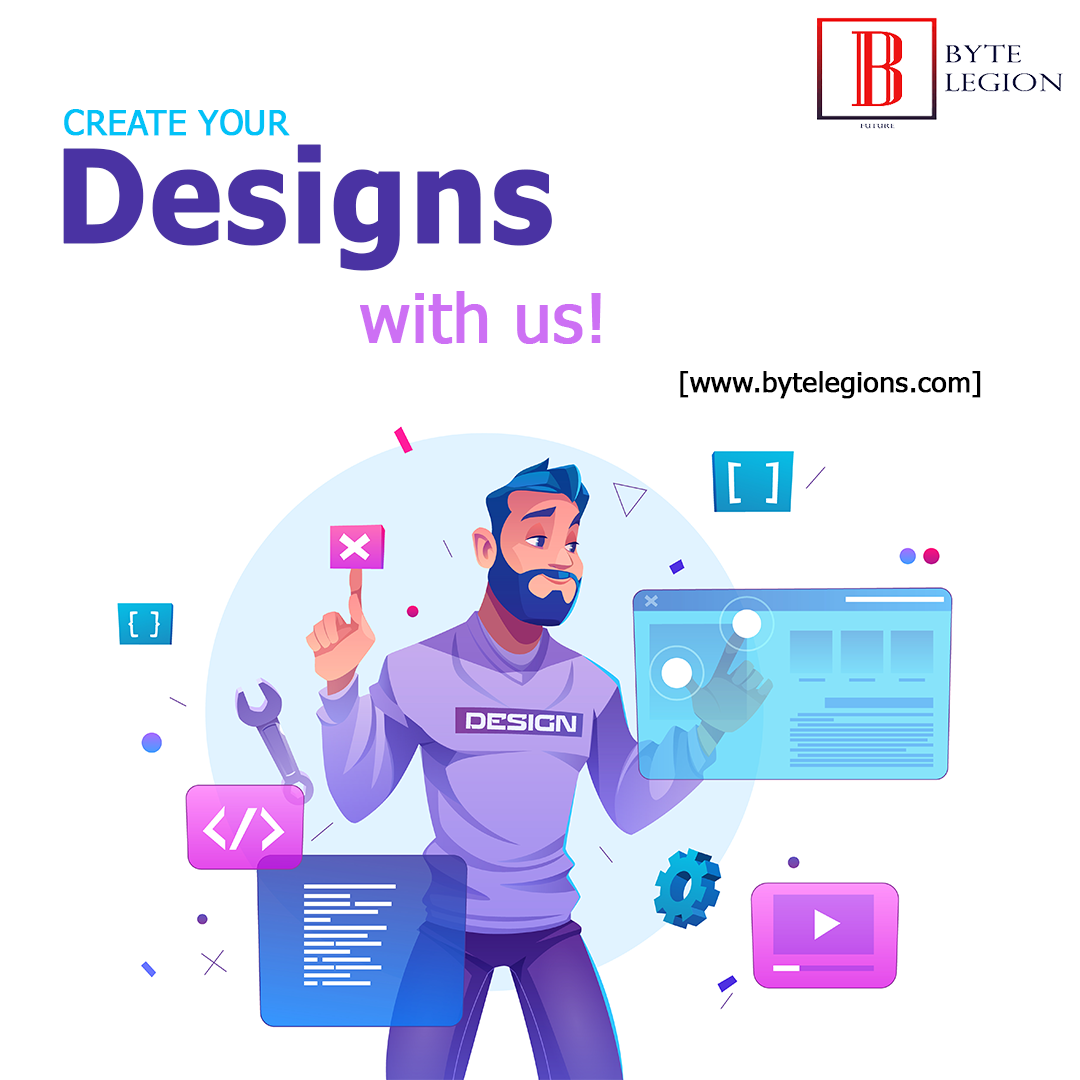 B
BYTE
LEGION
FUTURE
CREATE YOUR
Designs
with us!
[www.bytelegions.com]
[ ]
{ }
DESIGN
</>